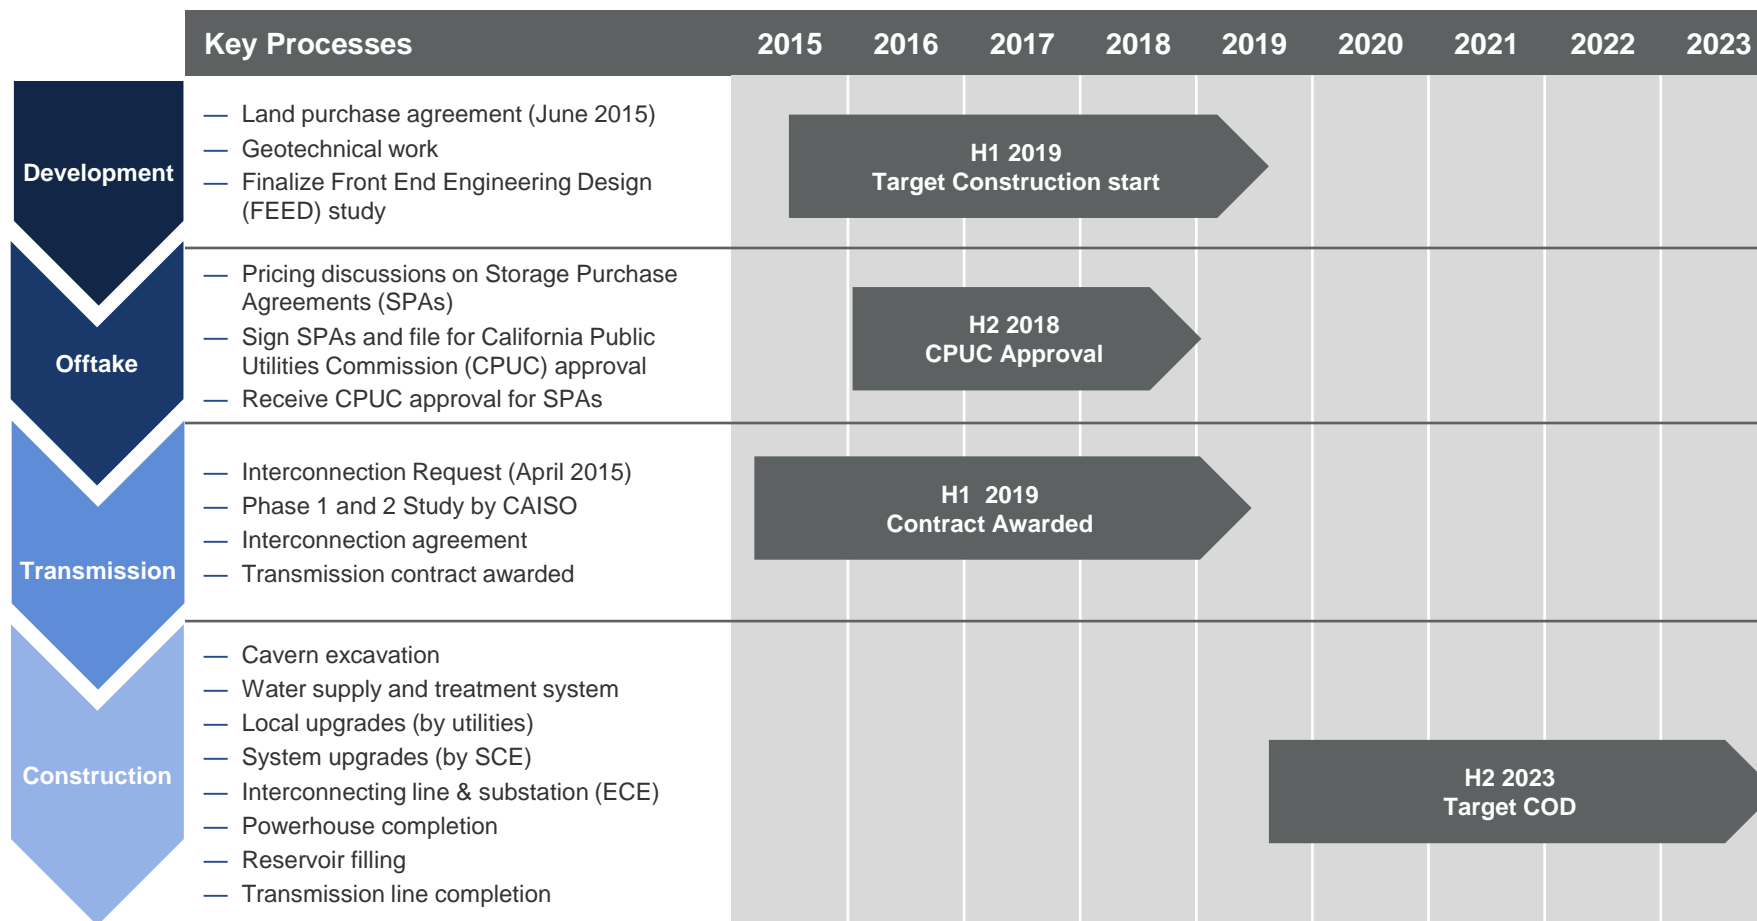 Key Processes 2015 2016 2017 2018 2019 2020 2021 2022 2023
Development
— Land purchase agreement (June 2015)
— Geotechnical work
— Finalize Front End Engineering Design
(FEED) study
H1 2019
Target Construction start
Offtake
— Pricing discussions on Storage Purchase
Agreements (SPAs)
— Sign SPAs and file for California Public
Utilities Commission (CPUC) approval
— Receive CPUC approval for SPAs
H2 2018
CPUC Approval
Transmission
— Interconnection Request (April 2015)
— Phase 1 and 2 Study by CAISO
— Interconnection agreement
— Transmission contract awarded
H1 2019
Contract Awarded
Construction
— Cavern excavation
— Water supply and treatment system
— Local upgrades (by utilities)
— System upgrades (by SCE)
— Interconnecting line & substation (ECE)
— Powerhouse completion
— Reservoir filling
— Transmission line completion
H2 2023
Target COD